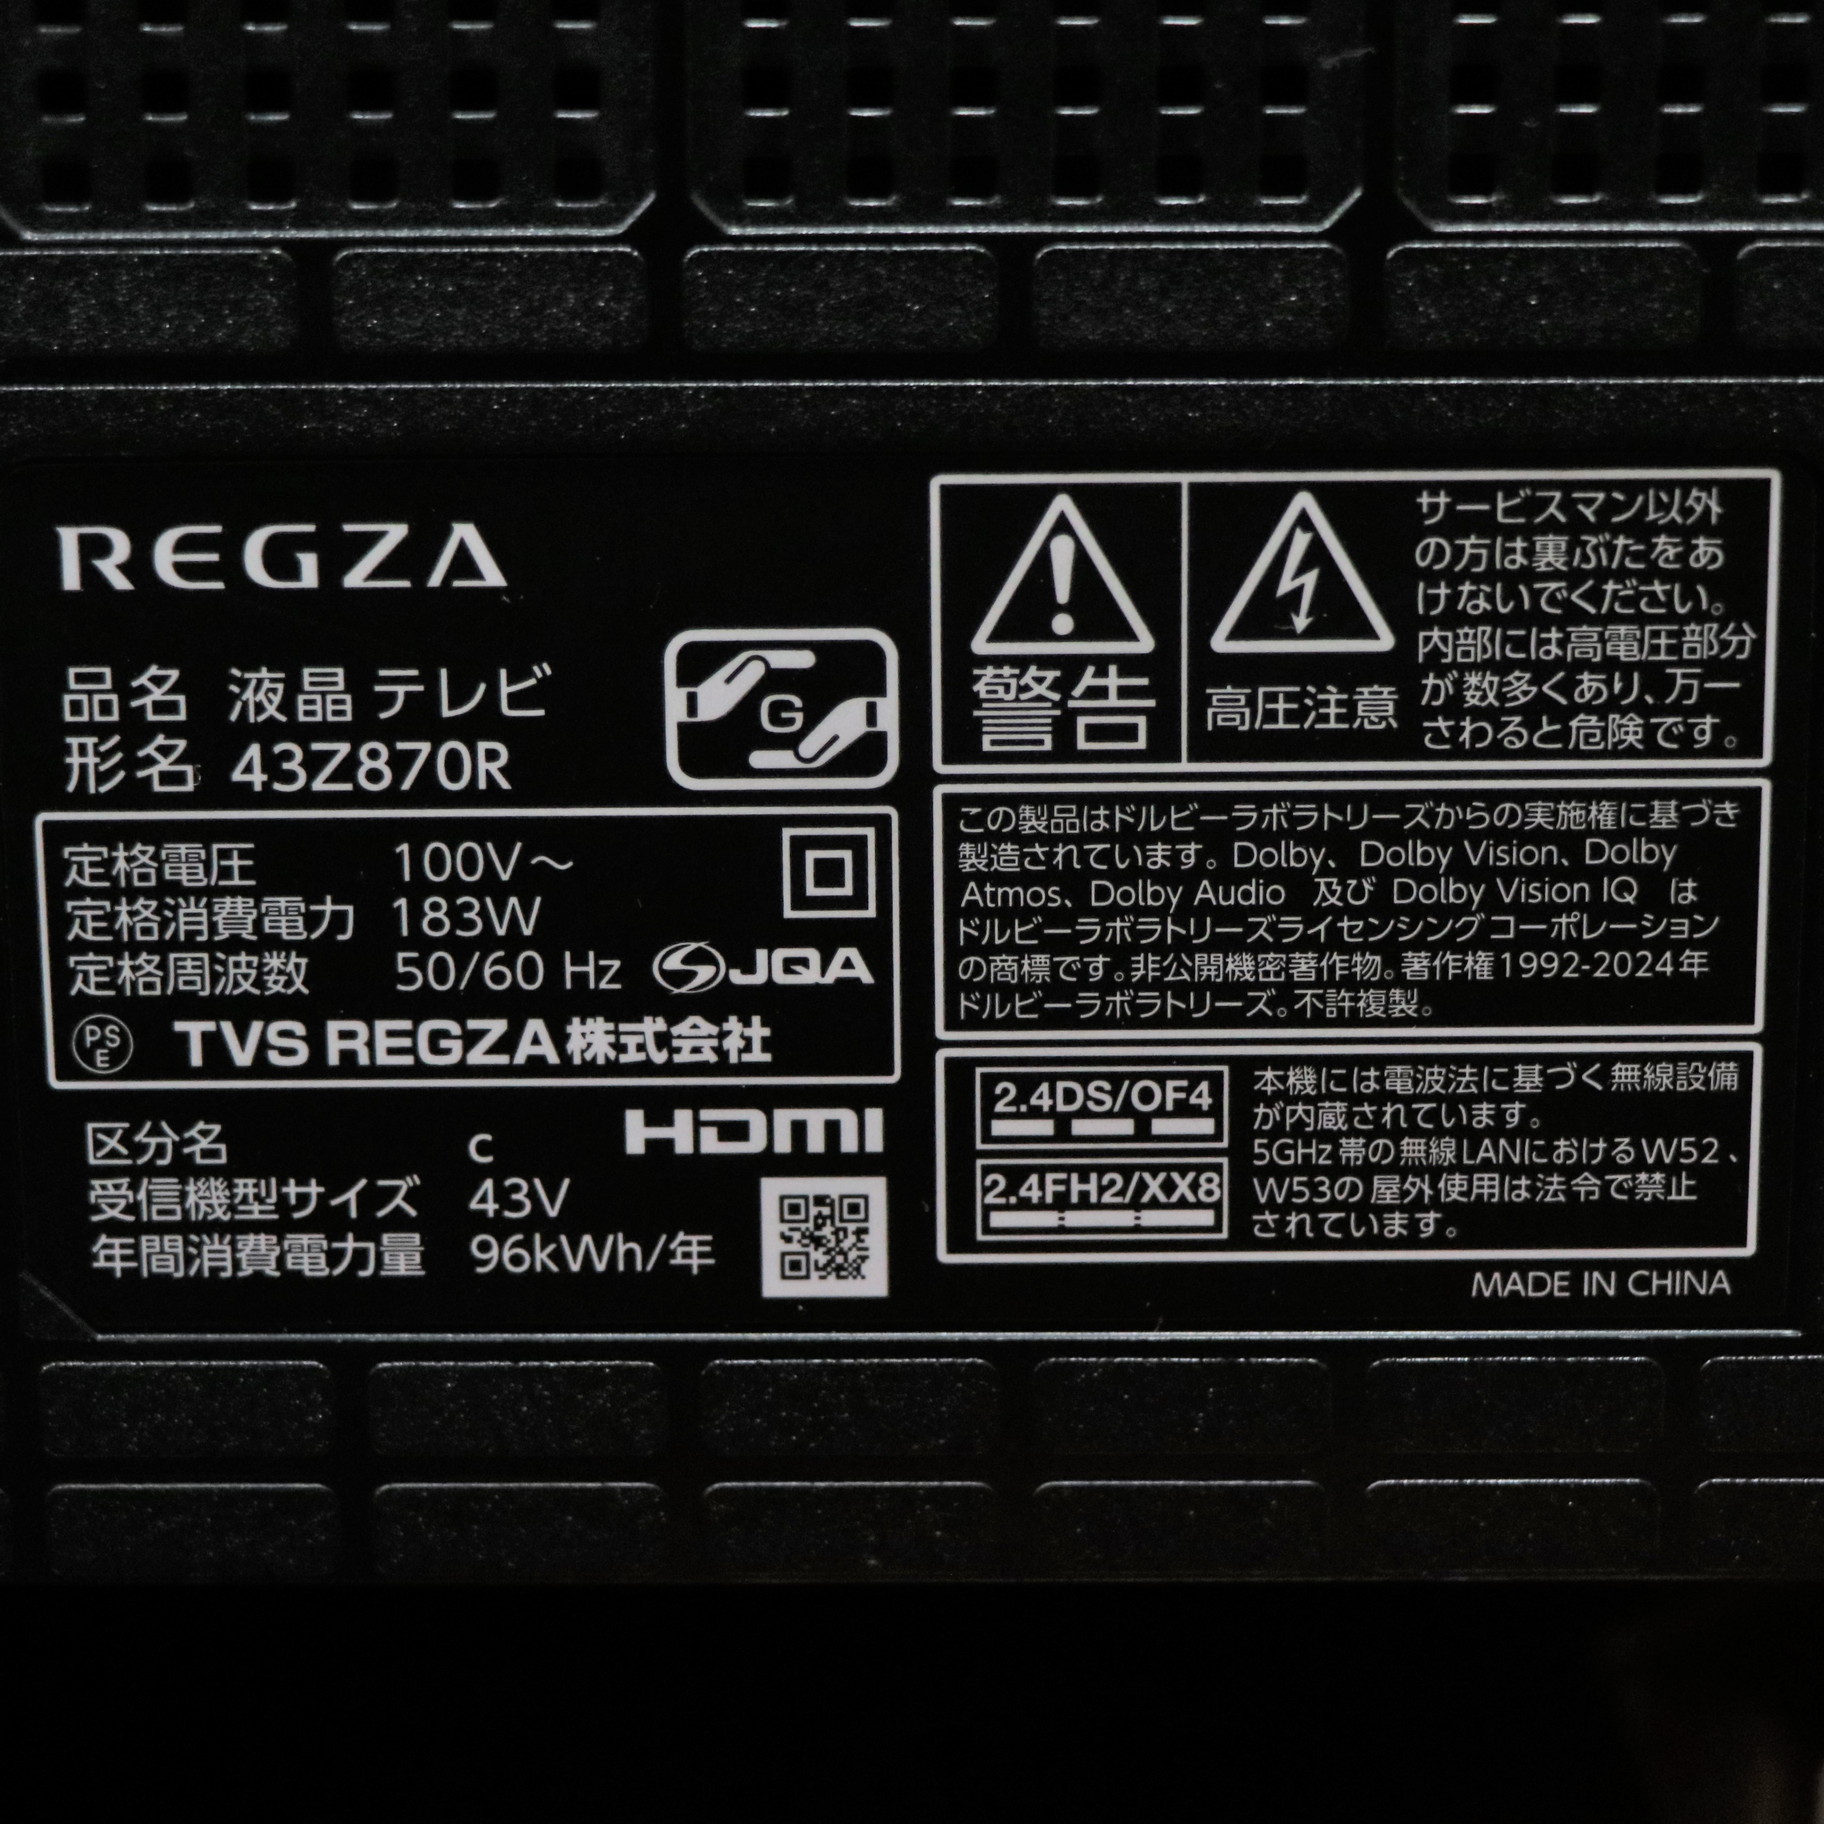 REGZA
品名 液晶テレビ
形名 43Z870R
G
定格電圧 100V～
定格消費電力 183W
定格周波数 50/60 Hz
JQA
PS
E
TVS REGZA株式会社
区分名 c
HDMI
受信機型サイズ 43V
年間消費電力量 96kWh/年
警告
高圧注意
サービスマン以外
の方は裏ぶたをあ
けないでください。
内部には高電圧部分
が数多くあり、万一
さわると危険です。
この製品はドルビーラボラトリーズからの実施権に基づき
製造されています。Dolby、Dolby Vision、Dolby
Atmos、Dolby Audio 及び Dolby Vision IQ は
ドルビーラボラトリーズライセンシングコーポレーション
の商標です。非公開機密著作物。著作権1992-2024年
ドルビーラボラトリーズ。不許複製。
2.4DS/OF4
2.4FH2/XX8
本機には電波法に基づく無線設備
が内蔵されています。
5GHz帯の無線LANにおけるW52、
W53の屋外使用は法令で禁止
されています。
MADE IN CHINA